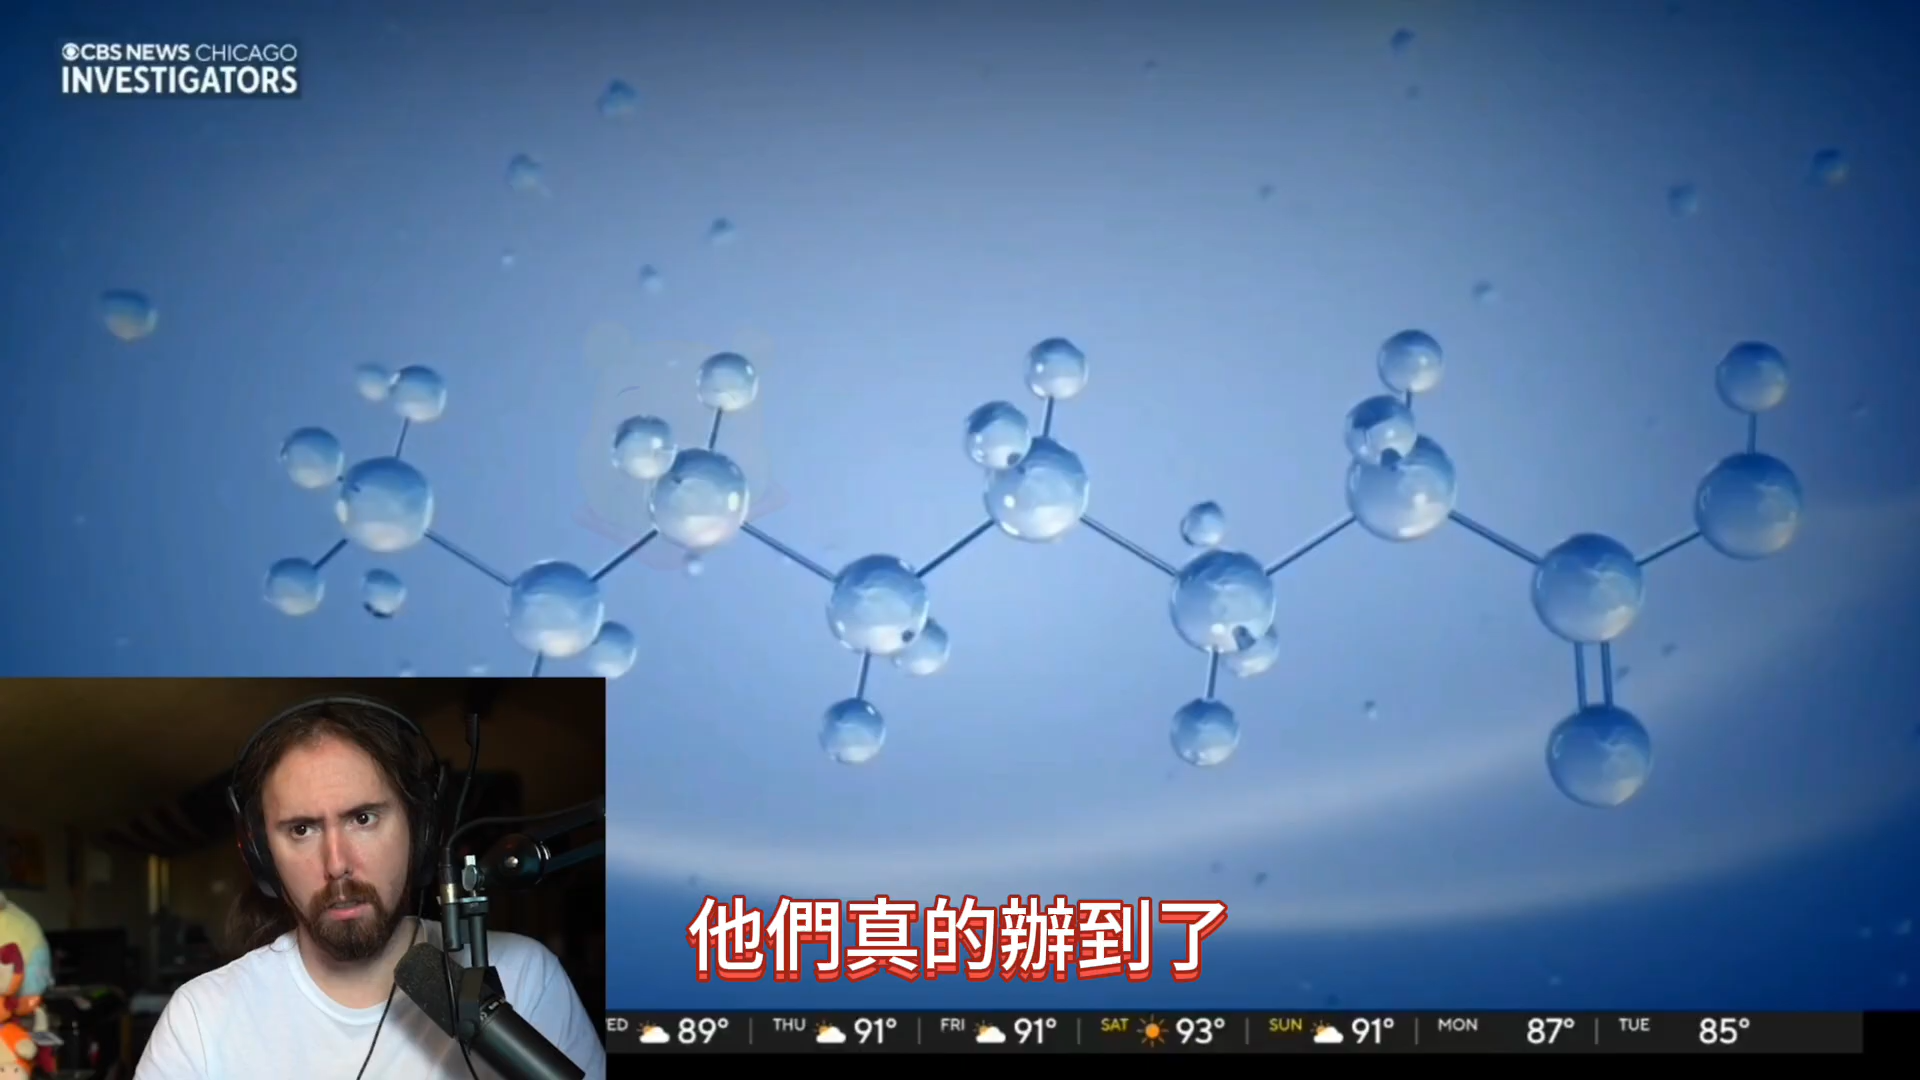 CBS NEWS CHICAGO
INVESTIGATORS
他們真的辦到了
ED 89° THU 91° FRI 91° SAT 93° SUN 91° MON 87° TUE 85°